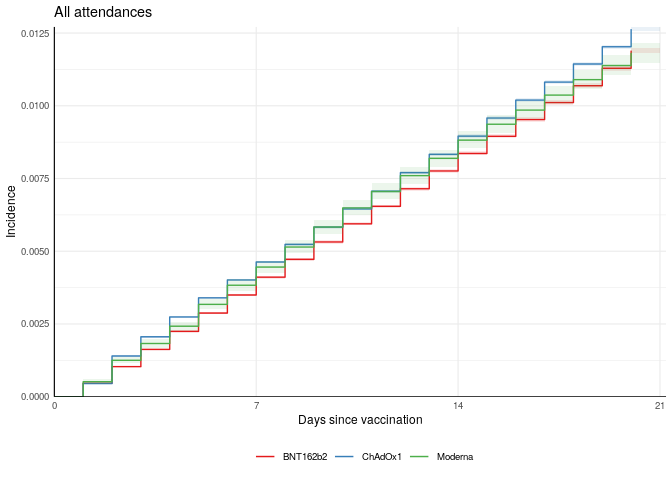 All attendances
0.0125
0.0100
0.0075
0.0050
0.0025
0.0000
Incidence
0 7 14 21
Days since vaccination
BNT162b2 ChAdOx1 Moderna